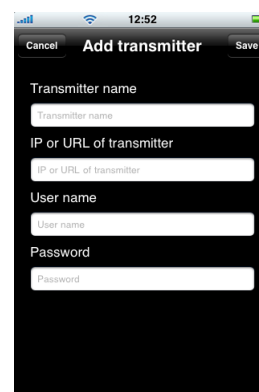 12:52
Cancel Add transmitter Save
Transmitter name
Transmitter name
IP or URL of transmitter
IP or URL of transmitter
User name
User name
Password
Password